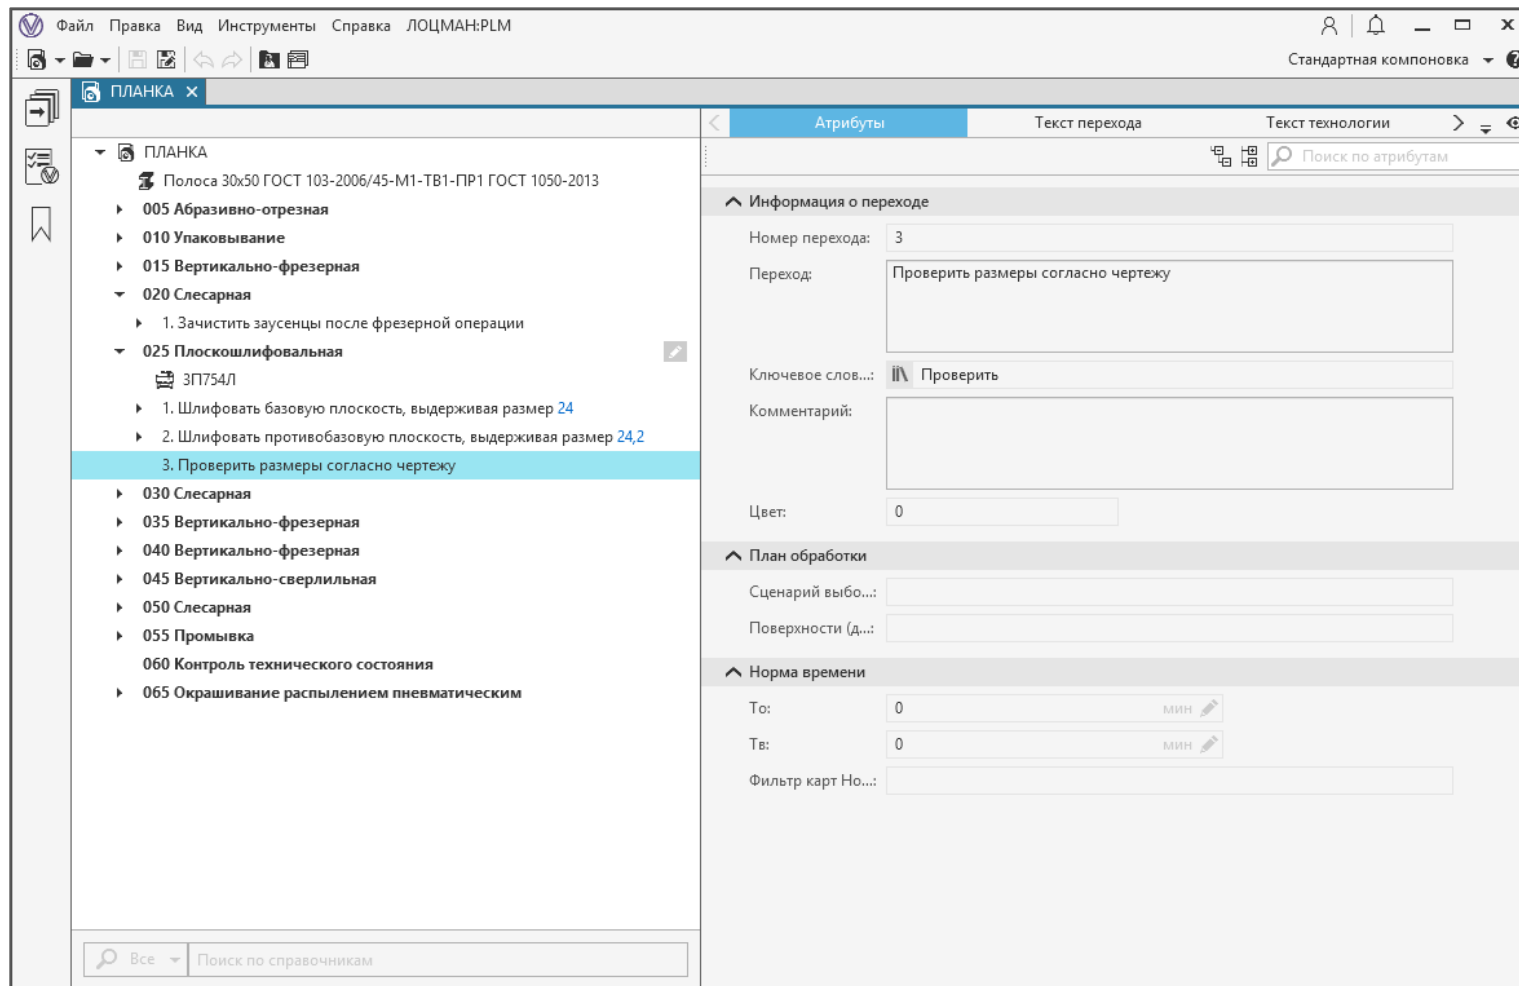 Файл Правка Вид Инструменты Справка ЛОЦМАН:PLM
Стандартная компоновка
ПЛАНКА
Атрибуты Текст перехода Текст технологии
Поиск по атрибутам
ПЛАНКА
Полоса 30x50 ГОСТ 103-2006/45-М1-ТВ1-ПР1 ГОСТ 1050-2013
005 Абразивно-отрезная
010 Упаковывание
015 Вертикально-фрезерная
020 Слесарная
1. Зачистить заусенцы после фрезерной операции
025 Плоскошлифовальная
3П754Л
1. Шлифовать базовую плоскость, выдерживая размер 24
2. Шлифовать противобазовую плоскость, выдерживая размер 24,2
3. Проверить размеры согласно чертежу
030 Слесарная
035 Вертикально-фрезерная
040 Вертикально-фрезерная
045 Вертикально-сверлильная
050 Слесарная
055 Промывка
060 Контроль технического состояния
065 Окрашивание распылением пневматическим
Все Поиск по справочникам
Информация о переходе
Номер перехода: 3
Переход: Проверить размеры согласно чертежу
Ключевое слов...: Проверить
Комментарий:
Цвет: 0
План обработки
Сценарий выбо...:
Поверхности (д...:
Норма времени
То: 0 мин
Тв: 0 мин
Фильтр карт Но...: